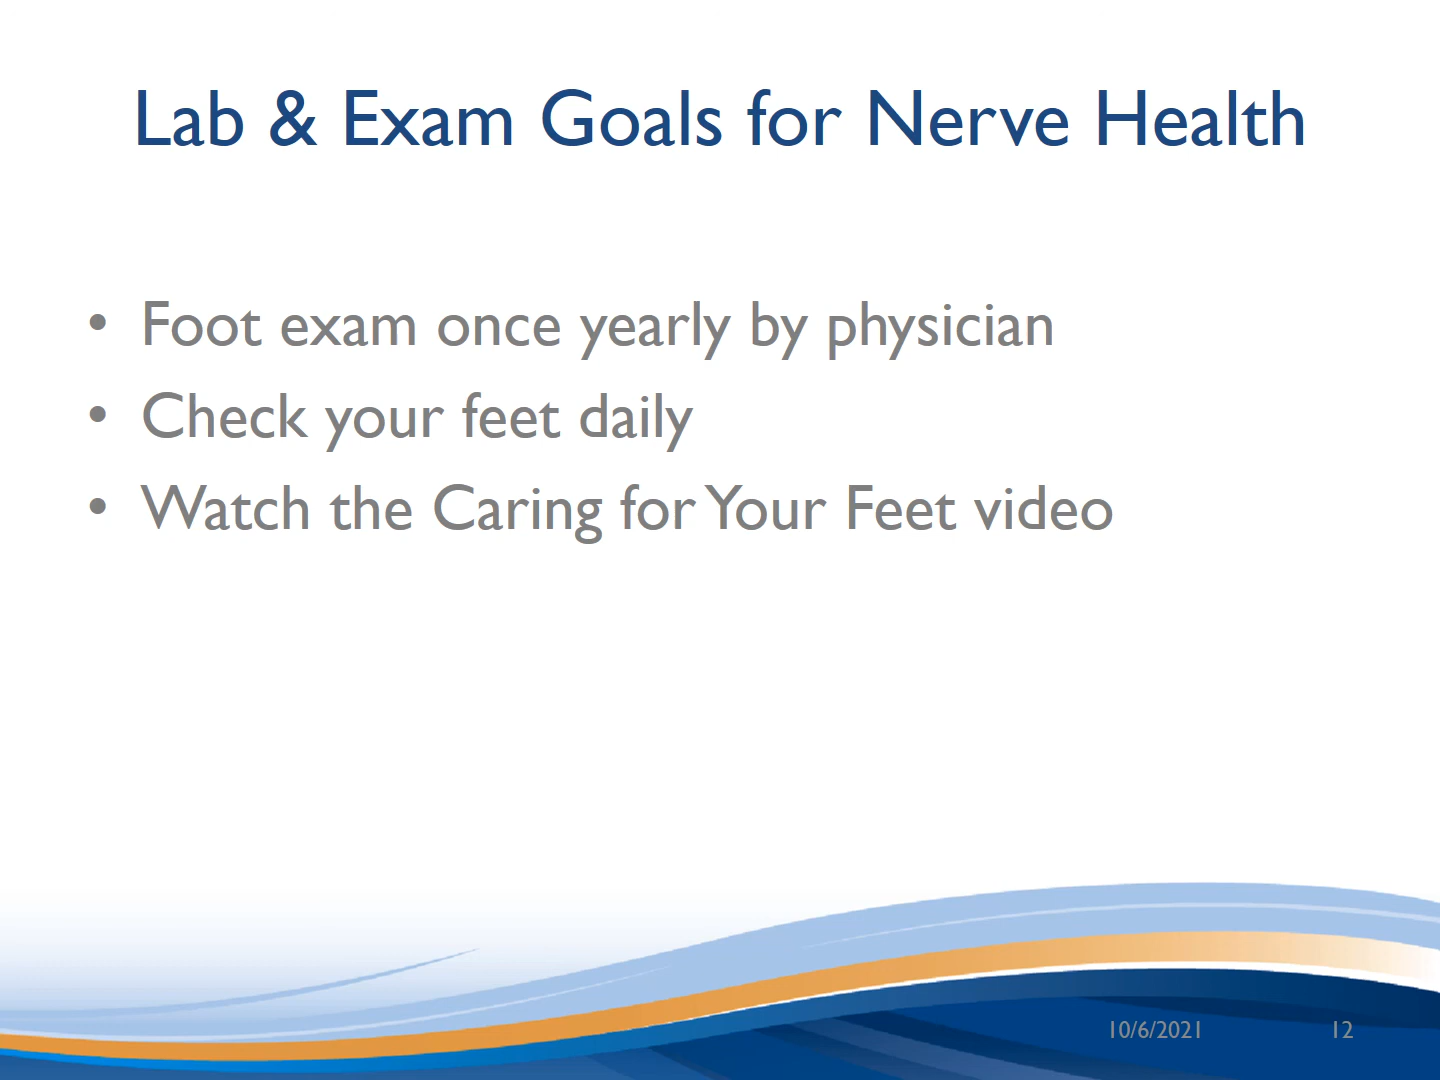 Lab & Exam Goals for Nerve Health
• Foot exam once yearly by physician
• Check your feet daily
• Watch the Caring for Your Feet video
10/6/2021 12